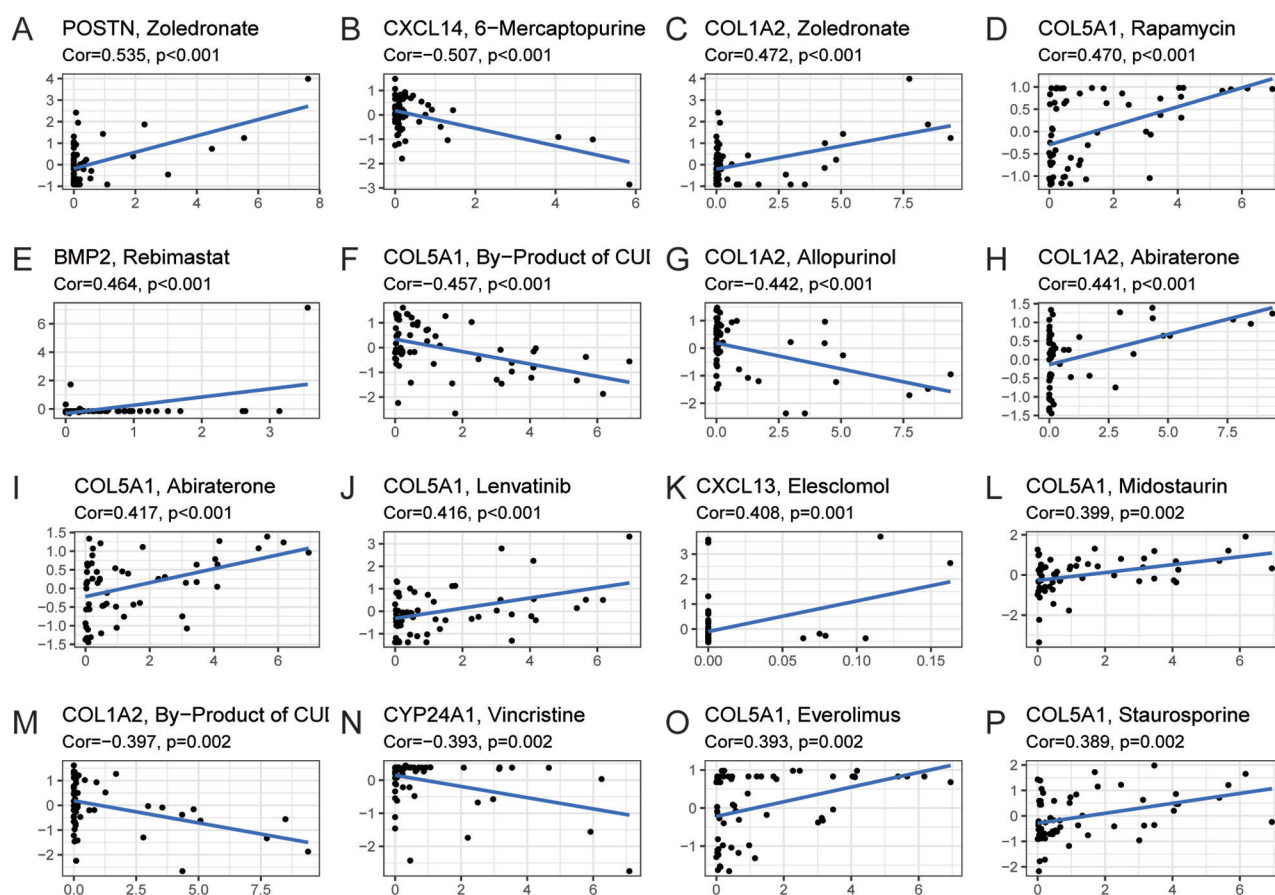 A POSTN, Zoledronate
Cor=0.535, p<0.001
4
3
2
1
0
−1
0 2 4 6 8
B CXCL14, 6−Mercaptopurine
Cor=−0.507, p<0.001
1
0
−1
−2
−3
0 2 4 6
C COL1A2, Zoledronate
Cor=0.472, p<0.001
4
3
2
1
0
−1
0.0 2.5 5.0 7.5
D COL5A1, Rapamycin
Cor=0.470, p<0.001
1.0
0.5
0.0
−0.5
−1.0
0 2 4 6
E BMP2, Rebimastat
Cor=0.464, p<0.001
6
4
2
0
0 1 2 3
F COL5A1, By−Product of CUI
Cor=−0.457, p<0.001
1
0
−1
−2
0 2 4 6
G COL1A2, Allopurinol
Cor=−0.442, p<0.001
1
0
−1
−2
0.0 2.5 5.0 7.5
H COL1A2, Abiraterone
Cor=0.441, p<0.001
1.5
1.0
0.5
0.0
−0.5
−1.0
−1.5
0.0 2.5 5.0 7.5
I COL5A1, Abiraterone
Cor=0.417, p<0.001
1.5
1.0
0.5
0.0
−0.5
−1.0
−1.5
0 2 4 6
J COL5A1, Lenvatinib
Cor=0.416, p<0.001
3
2
1
0
−1
0 2 4 6
K CXCL13, Elesclomol
Cor=0.408, p=0.001
3
2
1
0
0.00 0.05 0.10 0.15
L COL5A1, Midostaurin
Cor=0.399, p=0.002
2
0
−2
0 2 4 6
M COL1A2, By−Product of CUI
Cor=−0.397, p=0.002
1
0
−1
−2
0.0 2.5 5.0 7.5
N CYP24A1, Vincristine
Cor=−0.393, p=0.002
0
−1
−2
0 2 4 6
O COL5A1, Everolimus
Cor=0.393, p=0.002
1.0
0.5
0.0
−0.5
−1.0
−1.5
0 2 4 6
P COL5A1, Staurosporine
Cor=0.389, p=0.002
2
1
0
−1
−2
0 2 4 6